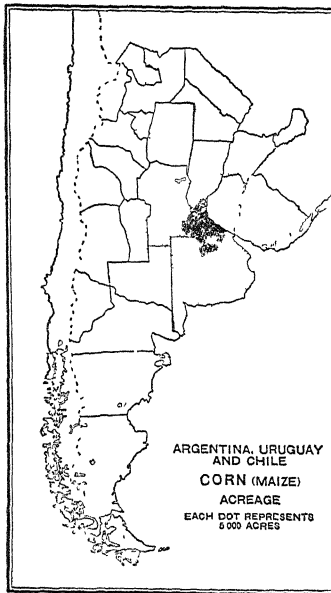 ARGENTINA, URUGUAY
AND CHILE
CORN (MAIZE)
ACREAGE
EACH DOT REPRESENTS
5 000 ACRES